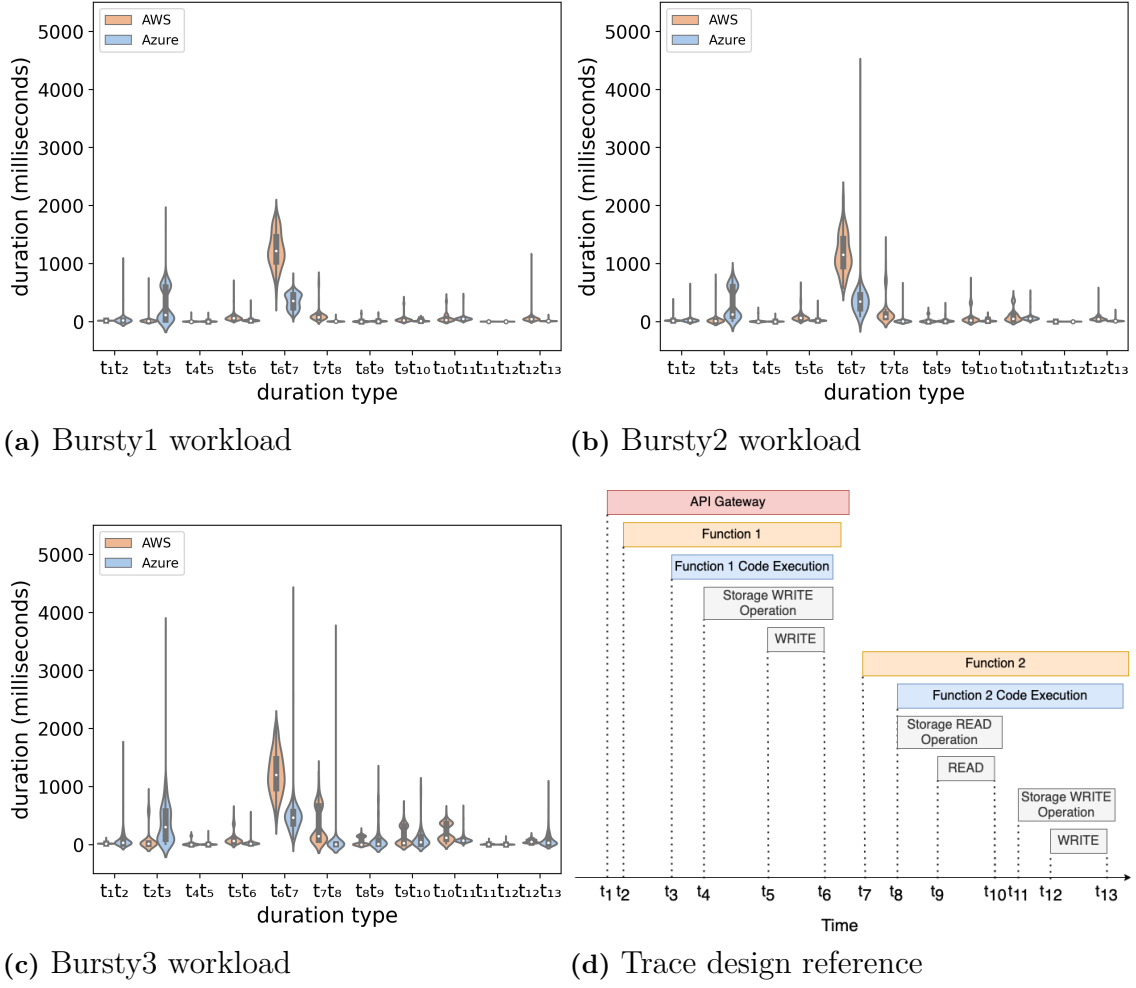 AWS
Azure
5000
4000
3000
2000
1000
0
duration (milliseconds)
t₁t₂ t₂t₃ t₄t₅ t₅t₆ t₆t₇ t₇t₈ t₈t₉ t₉t₁₀ t₁₀t₁₁ t₁₁t₁₂ t₁₂t₁₃
duration type
(a) Bursty1 workload
AWS
Azure
5000
4000
3000
2000
1000
0
duration (milliseconds)
t₁t₂ t₂t₃ t₄t₅ t₅t₆ t₆t₇ t₇t₈ t₈t₉ t₉t₁₀ t₁₀t₁₁ t₁₁t₁₂ t₁₂t₁₃
duration type
(b) Bursty2 workload
AWS
Azure
5000
4000
3000
2000
1000
0
duration (milliseconds)
t₁t₂ t₂t₃ t₄t₅ t₅t₆ t₆t₇ t₇t₈ t₈t₉ t₉t₁₀ t₁₀t₁₁ t₁₁t₁₂ t₁₂t₁₃
duration type
(c) Bursty3 workload
API Gateway
Function 1
Function 1 Code Execution
Storage WRITE
Operation
WRITE
Function 2
Function 2 Code Execution
Storage READ
Operation
READ
Storage WRITE
Operation
WRITE
t₁ t₂ t₃ t₄ t₅ t₆ t₇ t₈ t₉ t₁₀ t₁₁ t₁₂ t₁₃
Time
(d) Trace design reference